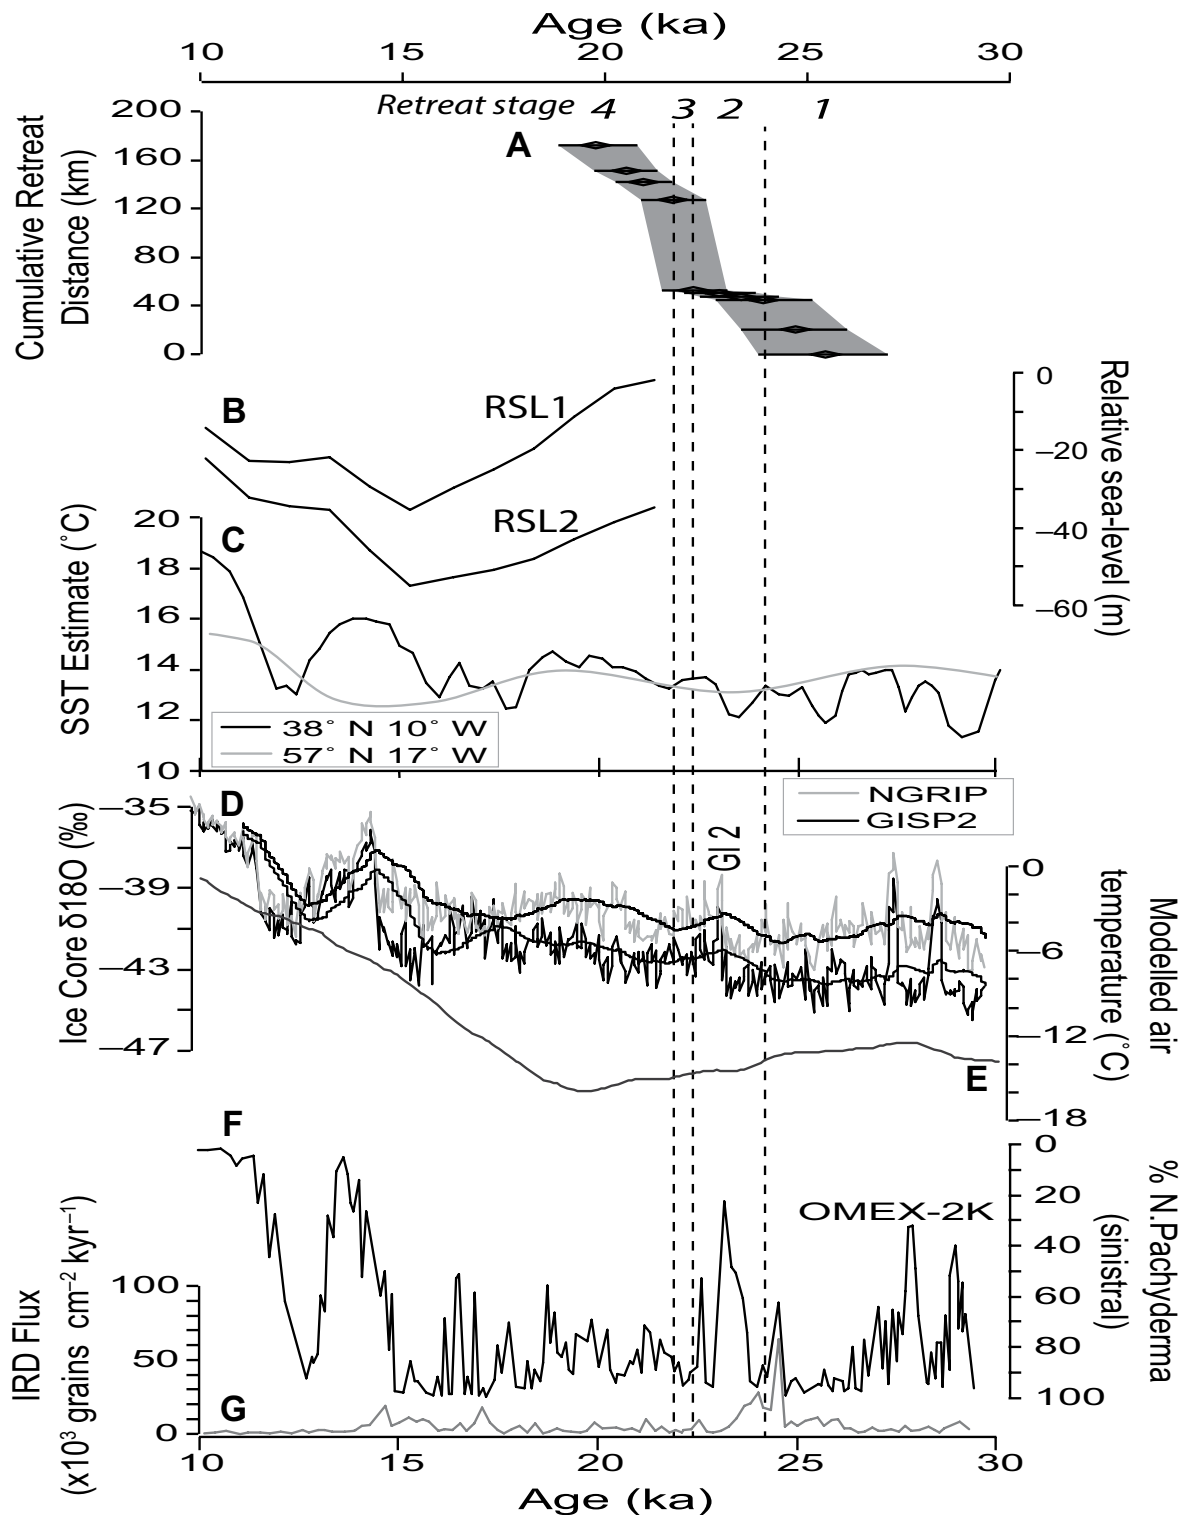 Age (ka)
10 15 20 25 30
Retreat stage 4 3 2 1
200
160
120
80
40
0
Cumulative Retreat
Distance (km)
A
B
RSL1
RSL2
0
–20
–40
–60
Relative sea-level (m)
C
20
18
16
14
12
10
SST Estimate (˚C)
38° N 10° W
57° N 17° W
D
–35
–39
–43
–47
Ice Core δ18O (‰)
NGRIP
GISP2
GI 2
0
–6
–12
–18
Modelled air
temperature (˚C)
E
F
OMEX-2K
0
20
40
60
80
100
% N.Pachyderma
(sinistral)
100
50
0
IRD Flux
(x10³ grains cm⁻² kyr⁻¹)
G
10 15 20 25 30
Age (ka)